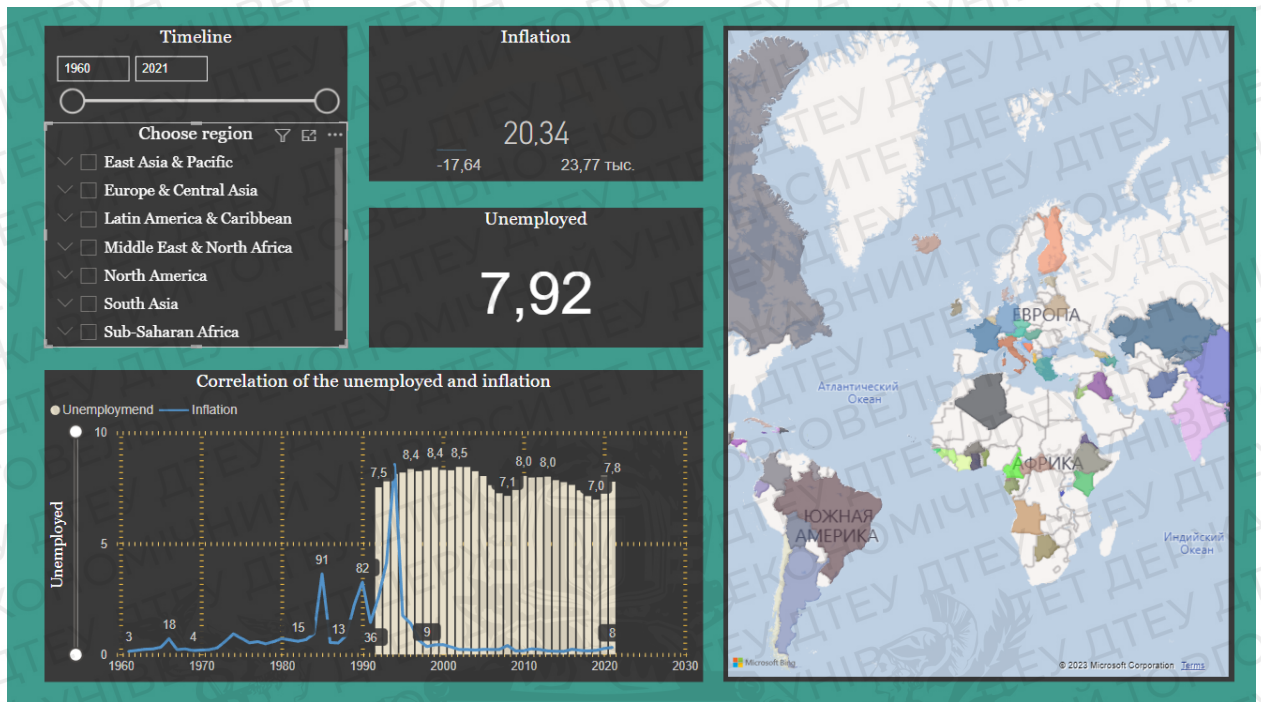 Timeline
1960
2021
Choose region
East Asia & Pacific
Europe & Central Asia
Latin America & Caribbean
Middle East & North Africa
North America
South Asia
Sub-Saharan Africa
Inflation
20,34
-17,64
23,77 тыс.
Unemployed
7,92
Correlation of the unemployed and inflation
Unemploymend
Inflation
Unemployed
10
5
0
3
18
4
15
91
13
82
36
7,5
8,4
8,4
8,5
9
7,1
8,0
8,0
7,0
7,8
8
1960
1970
1980
1990
2000
2010
2020
2030
ЕВРОПА
Атлантический
Океан
АФРИКА
ЮЖНАЯ
АМЕРИКА
Индийский
Океан
Microsoft Bing
© 2023 Microsoft Corporation Terms